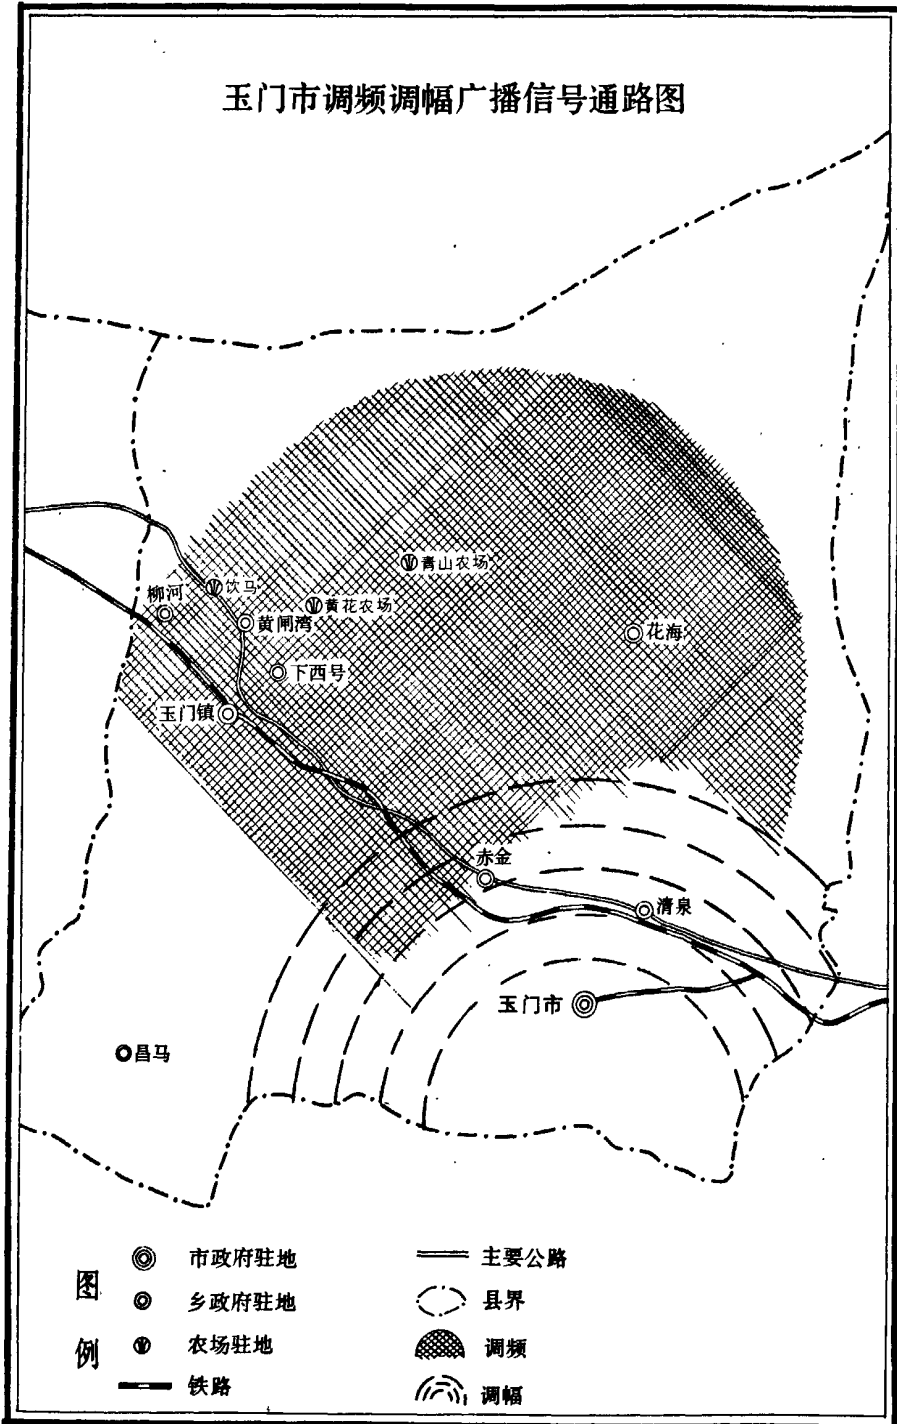 玉门市调频调幅广播信号通路图
青山农场
饮马
柳河
黄花农场
黄闸湾
花海
下西号
玉门镇
赤金
清泉
玉门市
昌马
图例
市政府驻地
乡政府驻地
农场驻地
铁路
主要公路
县界
调频
调幅